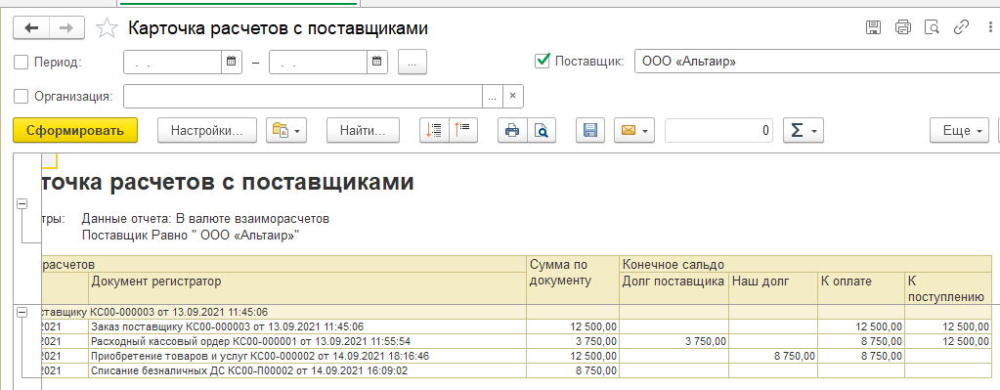 Карточка расчетов с поставщиками
Период: . . – . . ... Поставщик: ООО «Альтаир»
Организация: ... ×
Сформировать Настройки... Найти... 0 Σ Еще
точка расчетов с поставщиками
тры: Данные отчета: В валюте взаиморасчетов
Поставщик Равно " ООО «Альтаир»"
расчетов Сумма по документу Конечное сальдо
Документ регистратор Долг поставщика Наш долг К оплате К поступлению
ставщику КС00-000003 от 13.09.2021 11:45:06
2021 Заказ поставщику КС00-000003 от 13.09.2021 11:45:06 12 500,00 12 500,00 12 500,00
2021 Расходный кассовый ордер КС00-000001 от 13.09.2021 11:55:54 3 750,00 3 750,00 8 750,00 12 500,00
2021 Приобретение товаров и услуг КС00-000002 от 14.09.2021 18:16:46 12 500,00 8 750,00 8 750,00
2021 Списание безналичных ДС КС00-П00002 от 14.09.2021 16:09:02 8 750,00